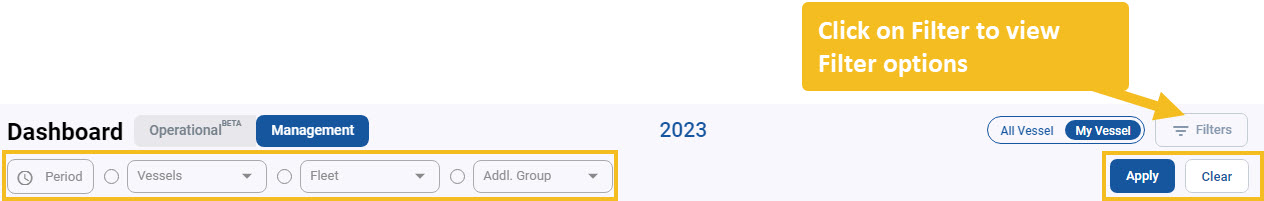 Click on Filter to view
Filter options
Dashboard
Operational BETA
Management
2023
All Vessel
My Vessel
Filters
Period
Vessels
Fleet
Addl. Group
Apply
Clear